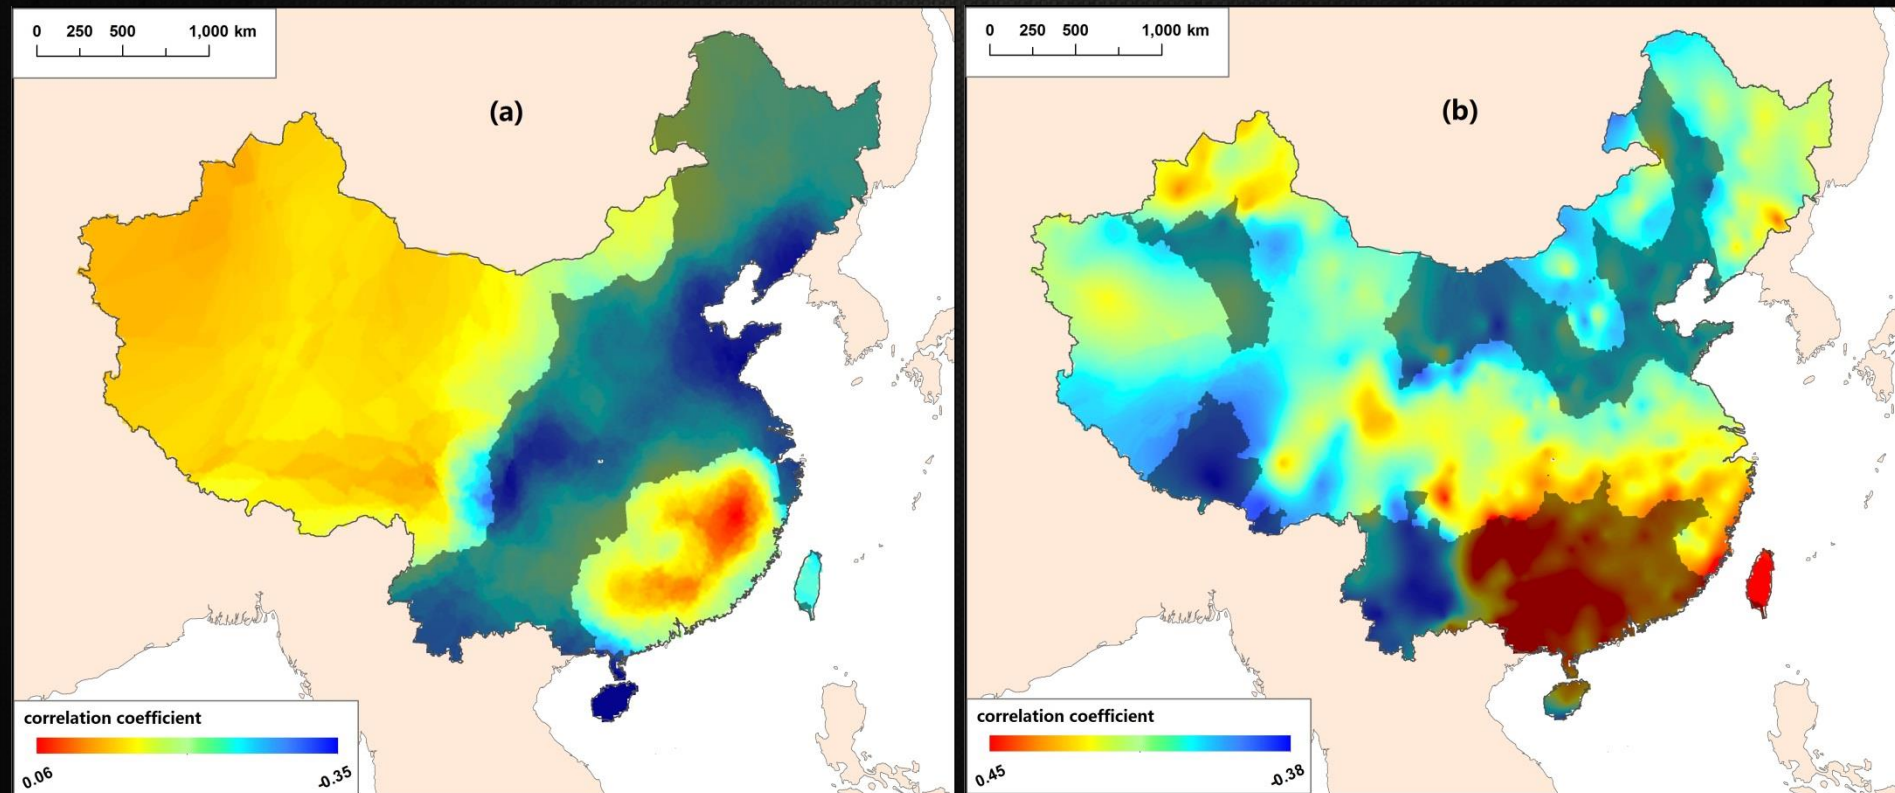 0 250 500 1,000 km
(a)
correlation coefficient
0.06 -0.35
0 250 500 1,000 km
(b)
correlation coefficient
0.45 -0.38